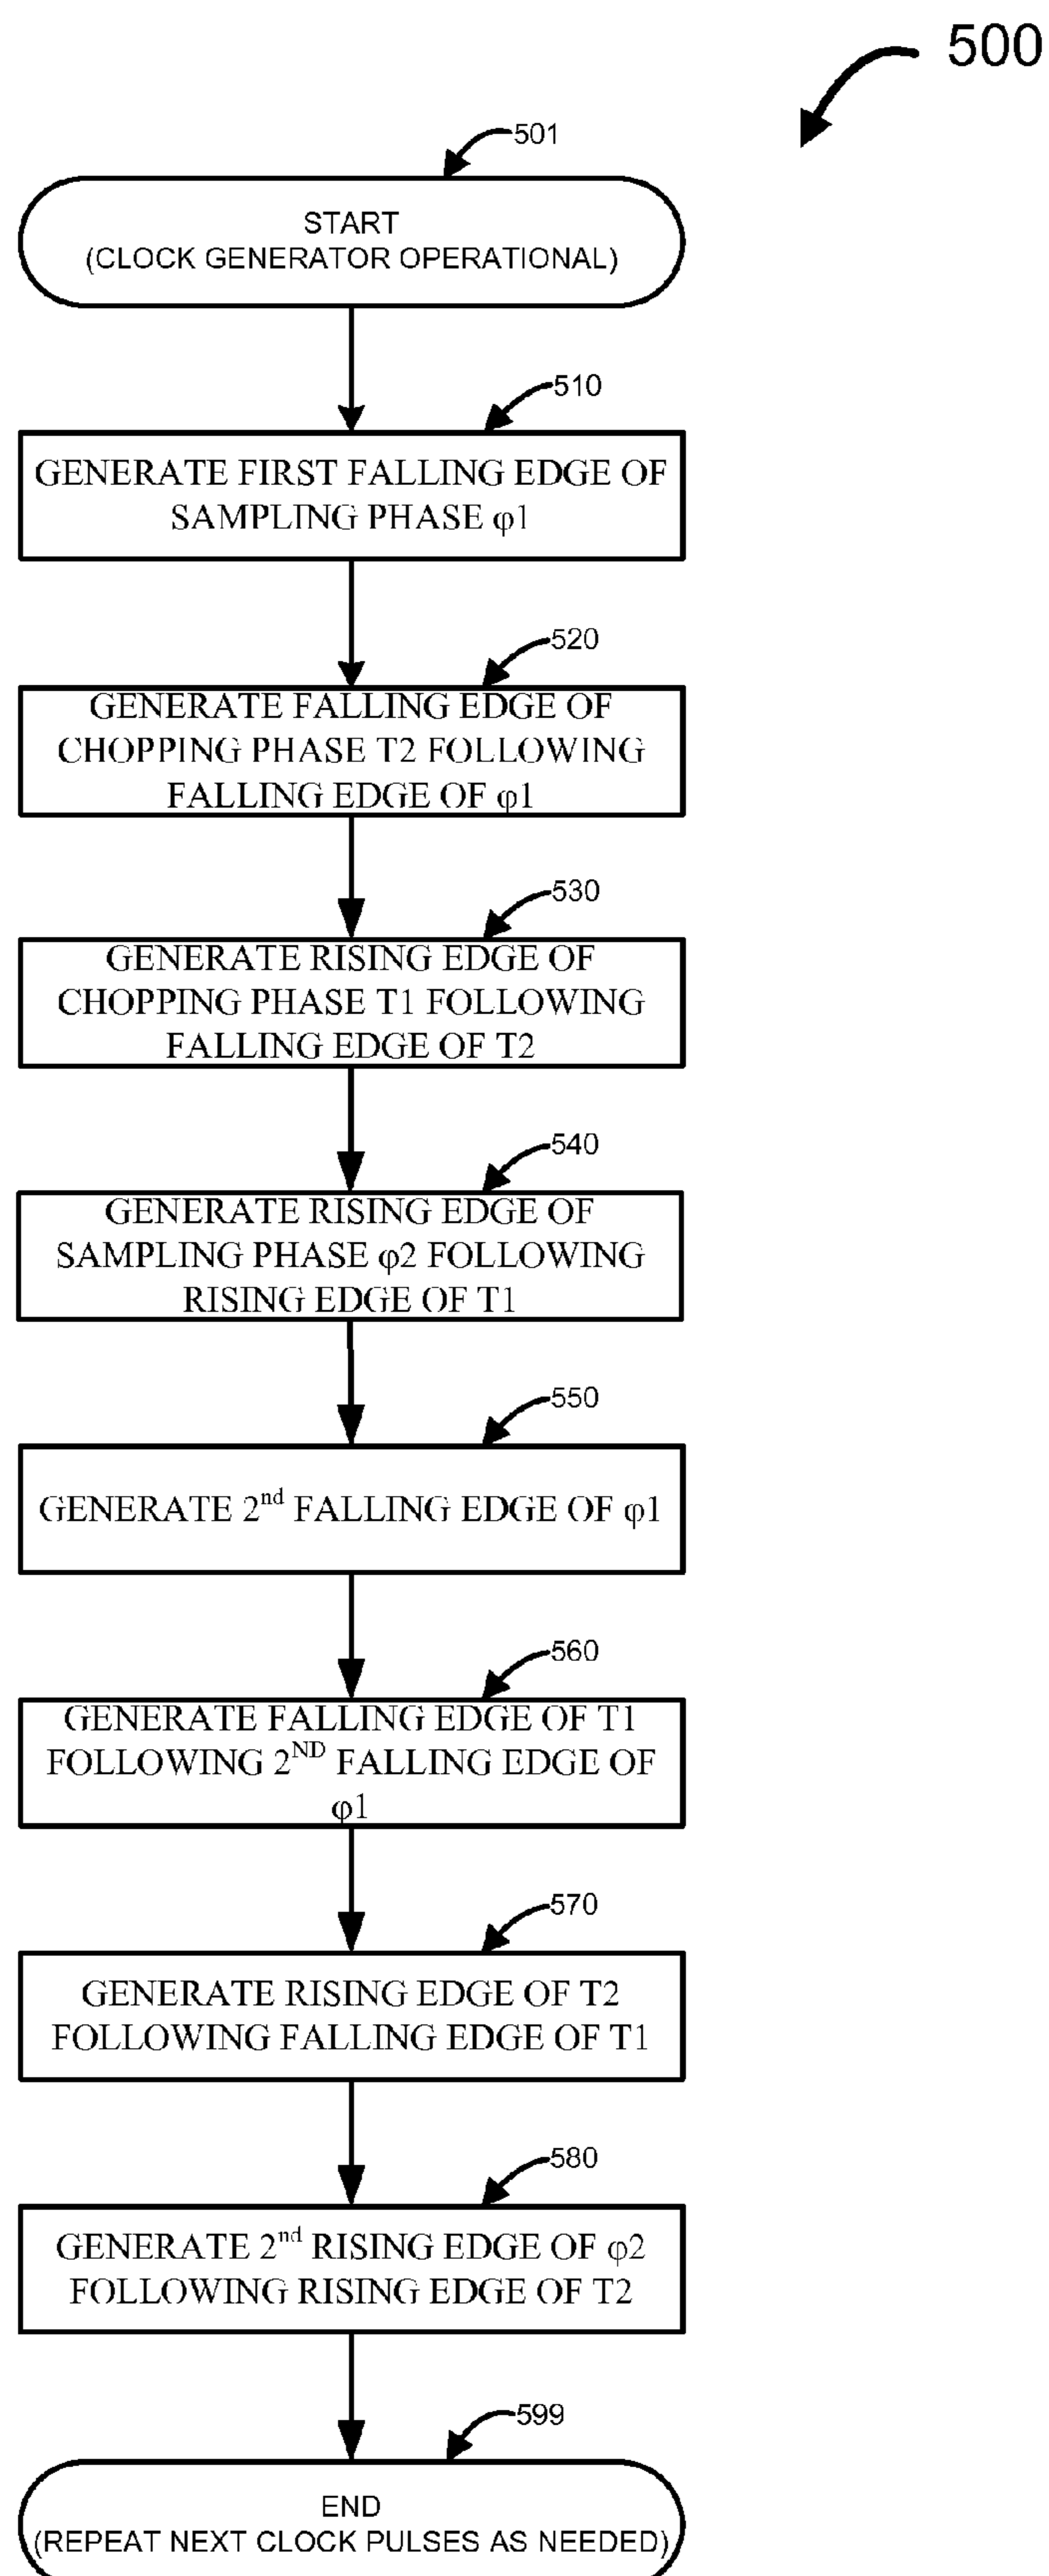 500
501
START
(CLOCK GENERATOR OPERATIONAL)
510
GENERATE FIRST FALLING EDGE OF
SAMPLING PHASE φ1
520
GENERATE FALLING EDGE OF
CHOPPING PHASE T2 FOLLOWING
FALLING EDGE OF φ1
530
GENERATE RISING EDGE OF
CHOPPING PHASE T1 FOLLOWING
FALLING EDGE OF T2
540
GENERATE RISING EDGE OF
SAMPLING PHASE φ2 FOLLOWING
RISING EDGE OF T1
550
GENERATE 2nd FALLING EDGE OF φ1
560
GENERATE FALLING EDGE OF T1
FOLLOWING 2ND FALLING EDGE OF
φ1
570
GENERATE RISING EDGE OF T2
FOLLOWING FALLING EDGE OF T1
580
GENERATE 2nd RISING EDGE OF φ2
FOLLOWING RISING EDGE OF T2
599
END
(REPEAT NEXT CLOCK PULSES AS NEEDED)